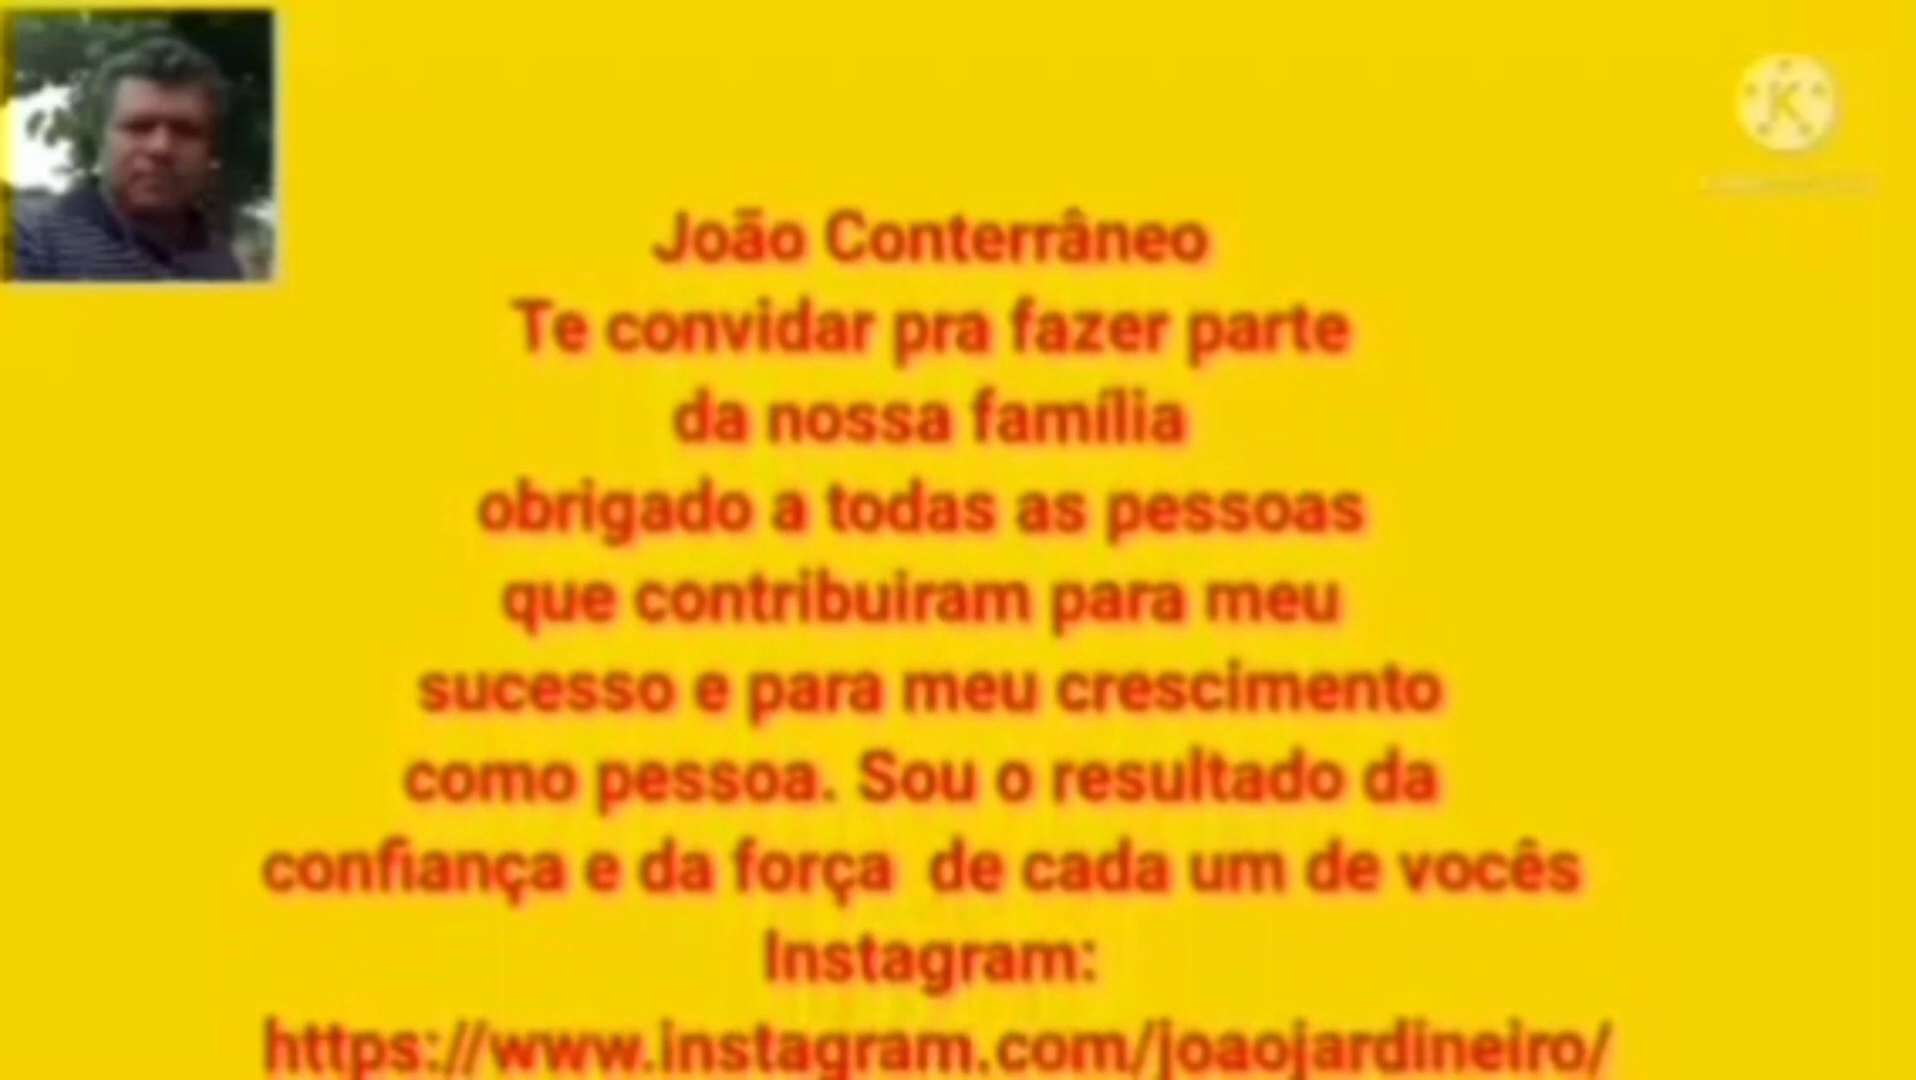 K
João Conterrâneo
Te convidar pra fazer parte
da nossa família
obrigado a todas as pessoas
que contribuiram para meu
sucesso e para meu crescimento
como pessoa. Sou o resultado da
confiança e da força de cada um de vocês
Instagram:
https://www.instagram.com/joaojardineiro/